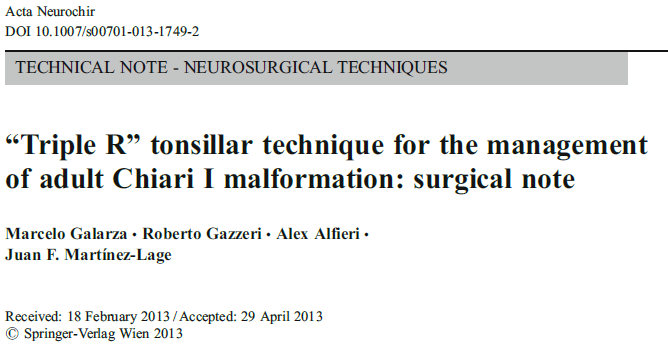 Acta Neurochir
DOI 10.1007/s00701-013-1749-2
TECHNICAL NOTE - NEUROSURGICAL TECHNIQUES
“Triple R” tonsillar technique for the management
of adult Chiari I malformation: surgical note
Marcelo Galarza • Roberto Gazzeri • Alex Alfieri •
Juan F. Martínez-Lage
Received: 18 February 2013 / Accepted: 29 April 2013
© Springer-Verlag Wien 2013